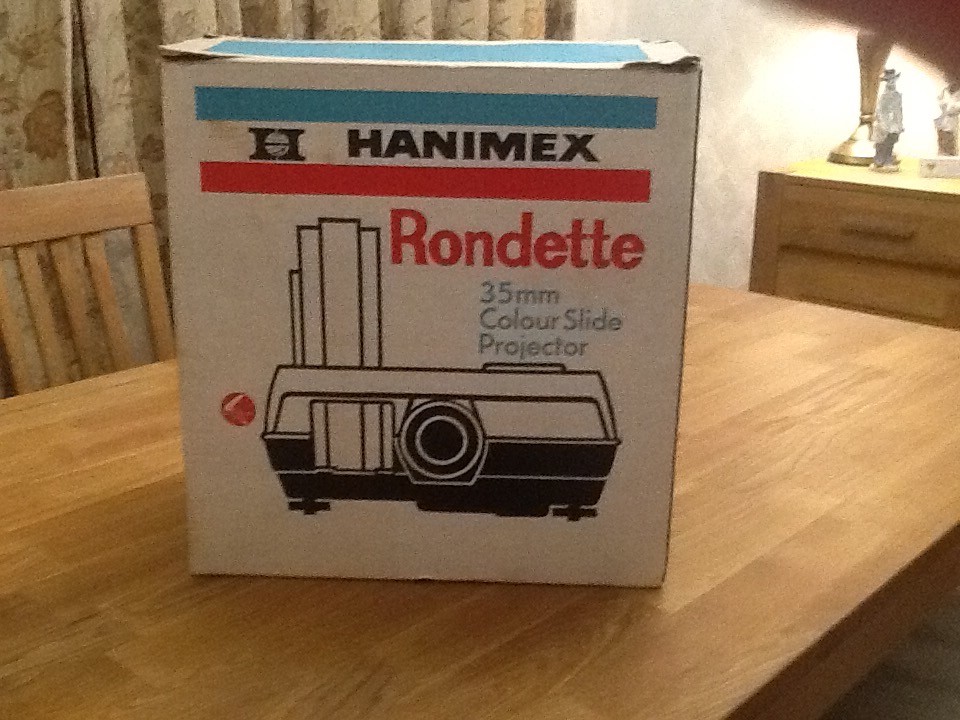 H HANIMEX
Rondette
35mm
Colour Slide
Projector